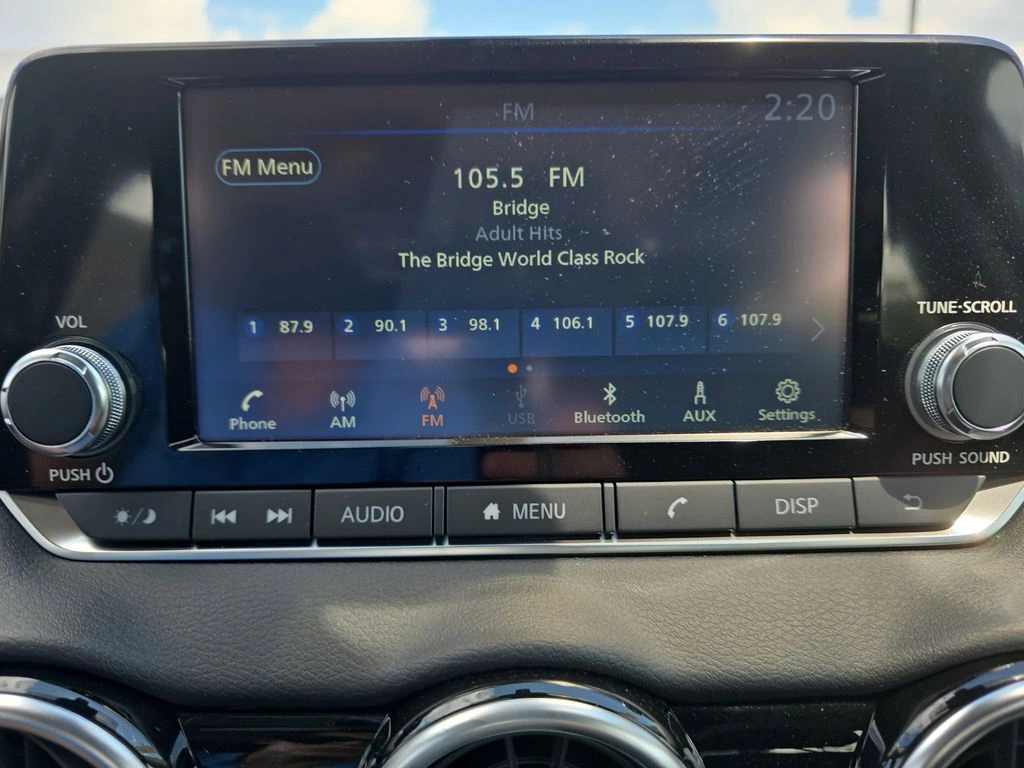 FM 2:20
FM Menu
105.5 FM
Bridge
Adult Hits
The Bridge World Class Rock
1 87.9 2 90.1 3 98.1 4 106.1 5 107.9 6 107.9
Phone AM FM USB Bluetooth AUX Settings
VOL
PUSH
TUNE-SCROLL
PUSH SOUND
AUDIO MENU DISP